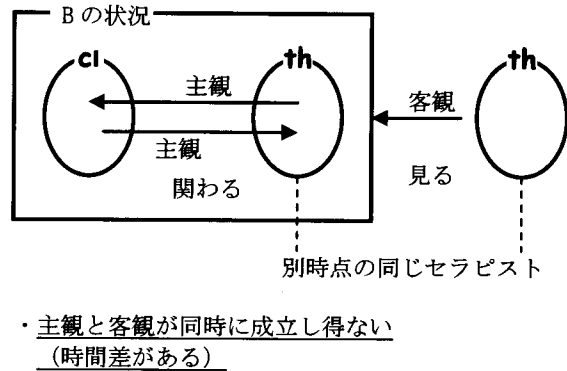 Bの状況
cl
th
th
主観
客観
主観
関わる
見る
別時点の同じセラピスト
・主観と客観が同時に成立し得ない
（時間差がある）